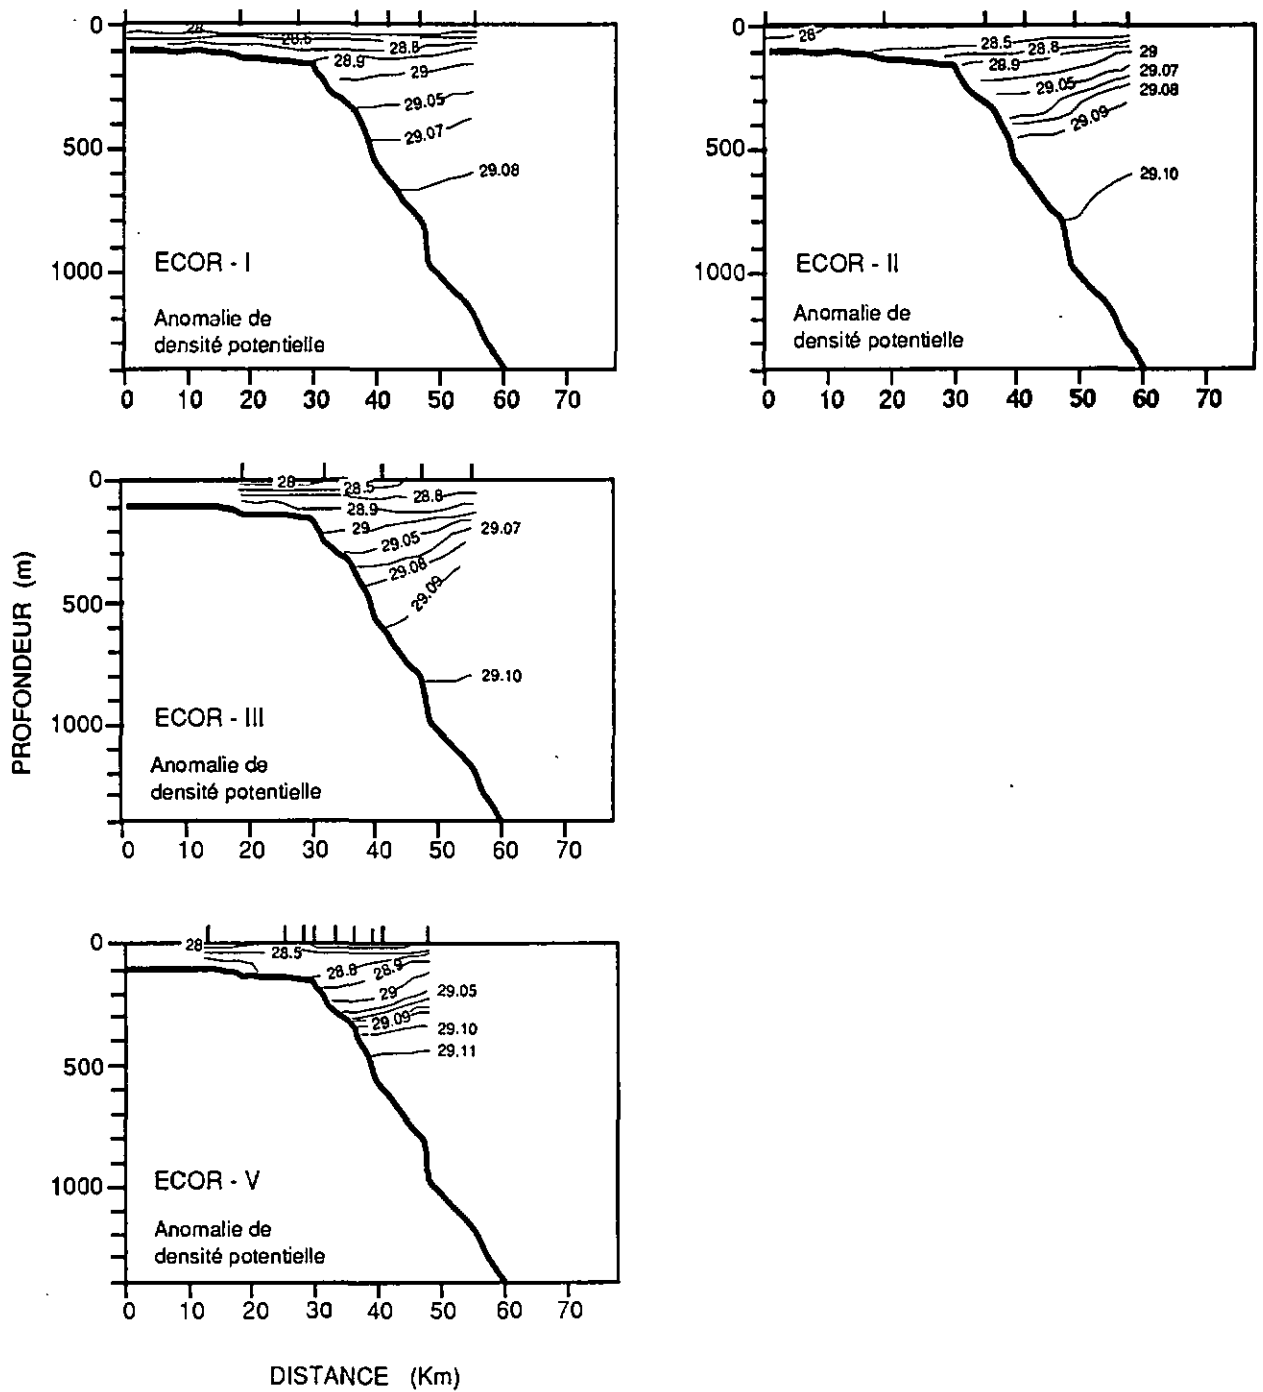 0
500
1000
28
28.5
28.8
28.9
29
29.05
29.07
29.08
ECOR - I
Anomalie de
densité potentielle
0 10 20 30 40 50 60 70
0
500
1000
28
28.5
28.8
28.9
29
29.05
29.07
29.08
29.09
29.10
ECOR - II
Anomalie de
densité potentielle
0 10 20 30 40 50 60 70
PROFONDEUR (m)
0
500
1000
28
28.5
28.8
28.9
29
29.05
29.07
29.08
29.09
29.10
ECOR - III
Anomalie de
densité potentielle
0 10 20 30 40 50 60 70
0
500
1000
28
28.5
28.8
28.9
29
29.05
29.09
29.10
29.11
ECOR - V
Anomalie de
densité potentielle
0 10 20 30 40 50 60 70
DISTANCE (Km)